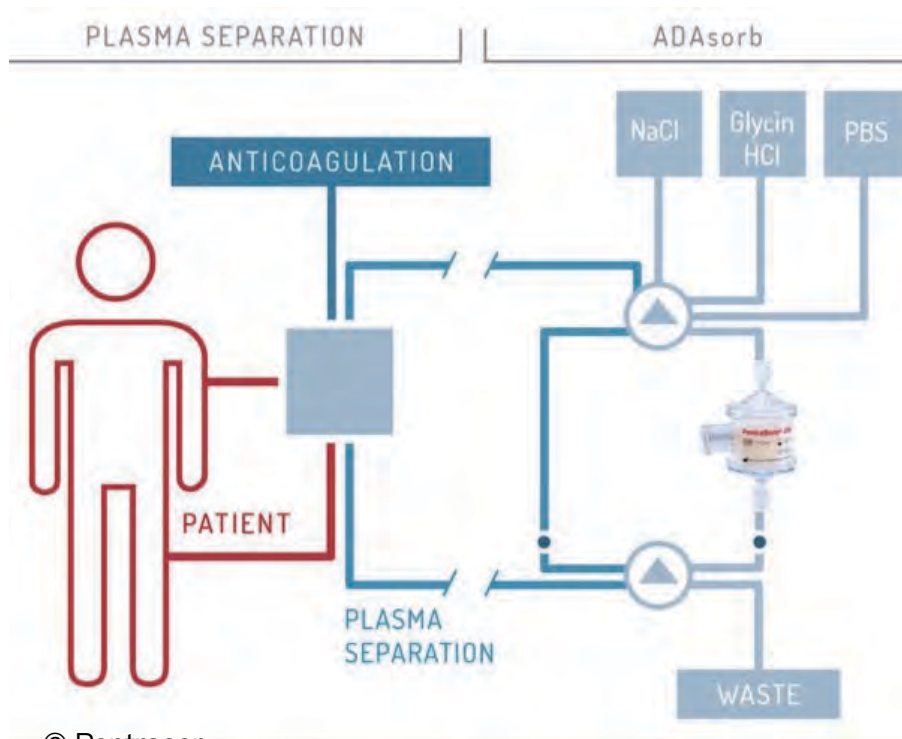 PLASMA SEPARATION
ADAsorb
NaCl
Glycin
HCl
PBS
ANTICOAGULATION
PATIENT
PLASMA
SEPARATION
WASTE